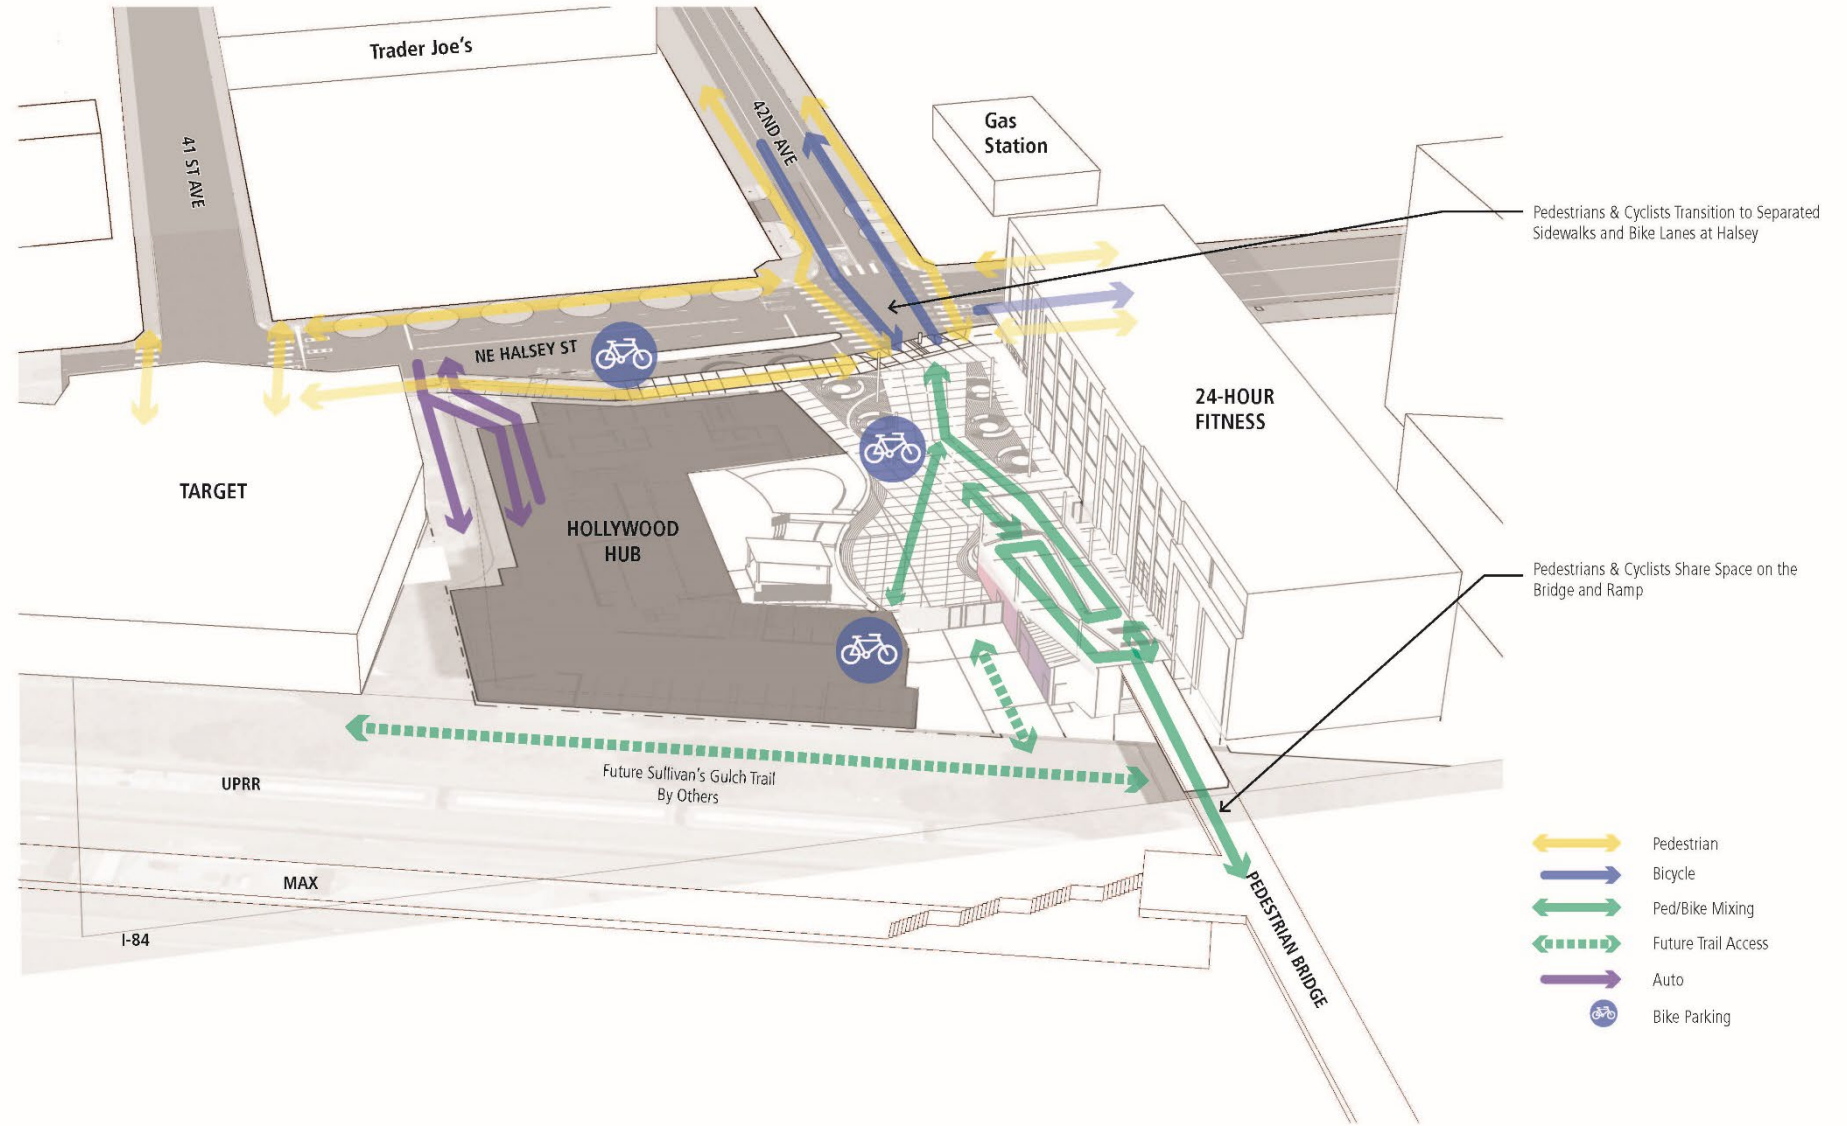 Trader Joe's
41 ST AVE
42ND AVE
Gas
Station
Pedestrians & Cyclists Transition to Separated
Sidewalks and Bike Lanes at Halsey
NE HALSEY ST
24-HOUR
FITNESS
TARGET
HOLLYWOOD
HUB
Pedestrians & Cyclists Share Space on the
Bridge and Ramp
UPRR
Future Sullivan's Gulch Trail
By Others
MAX
I-84
PEDESTRIAN BRIDGE
Pedestrian
Bicycle
Ped/Bike Mixing
Future Trail Access
Auto
Bike Parking